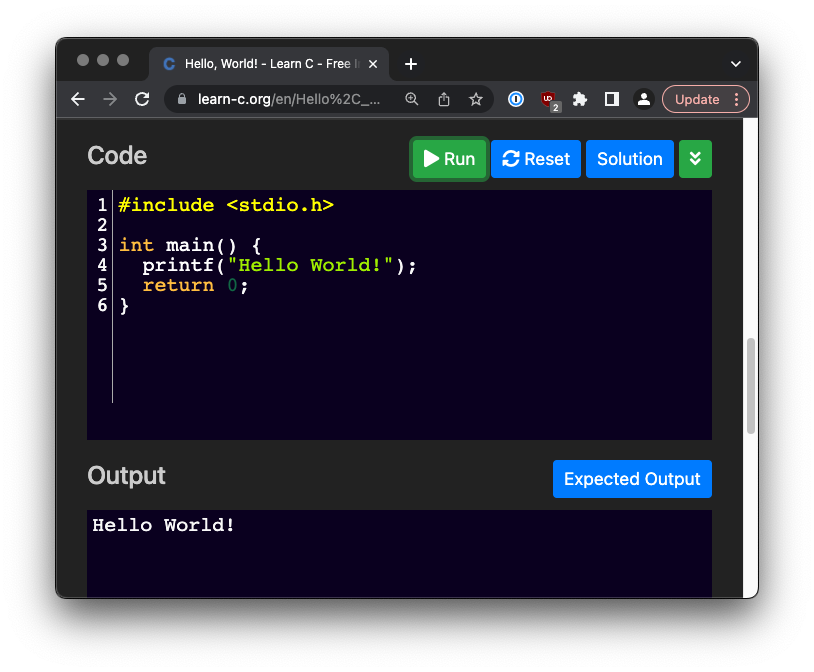 Hello, World! - Learn C - Free I
learn-c.org/en/Hello%2C_...
2
Update
Code
Run
Reset
Solution
1 #include <stdio.h>
2
3 int main() {
4   printf("Hello World!");
5   return 0;
6 }
Output
Expected Output
Hello World!